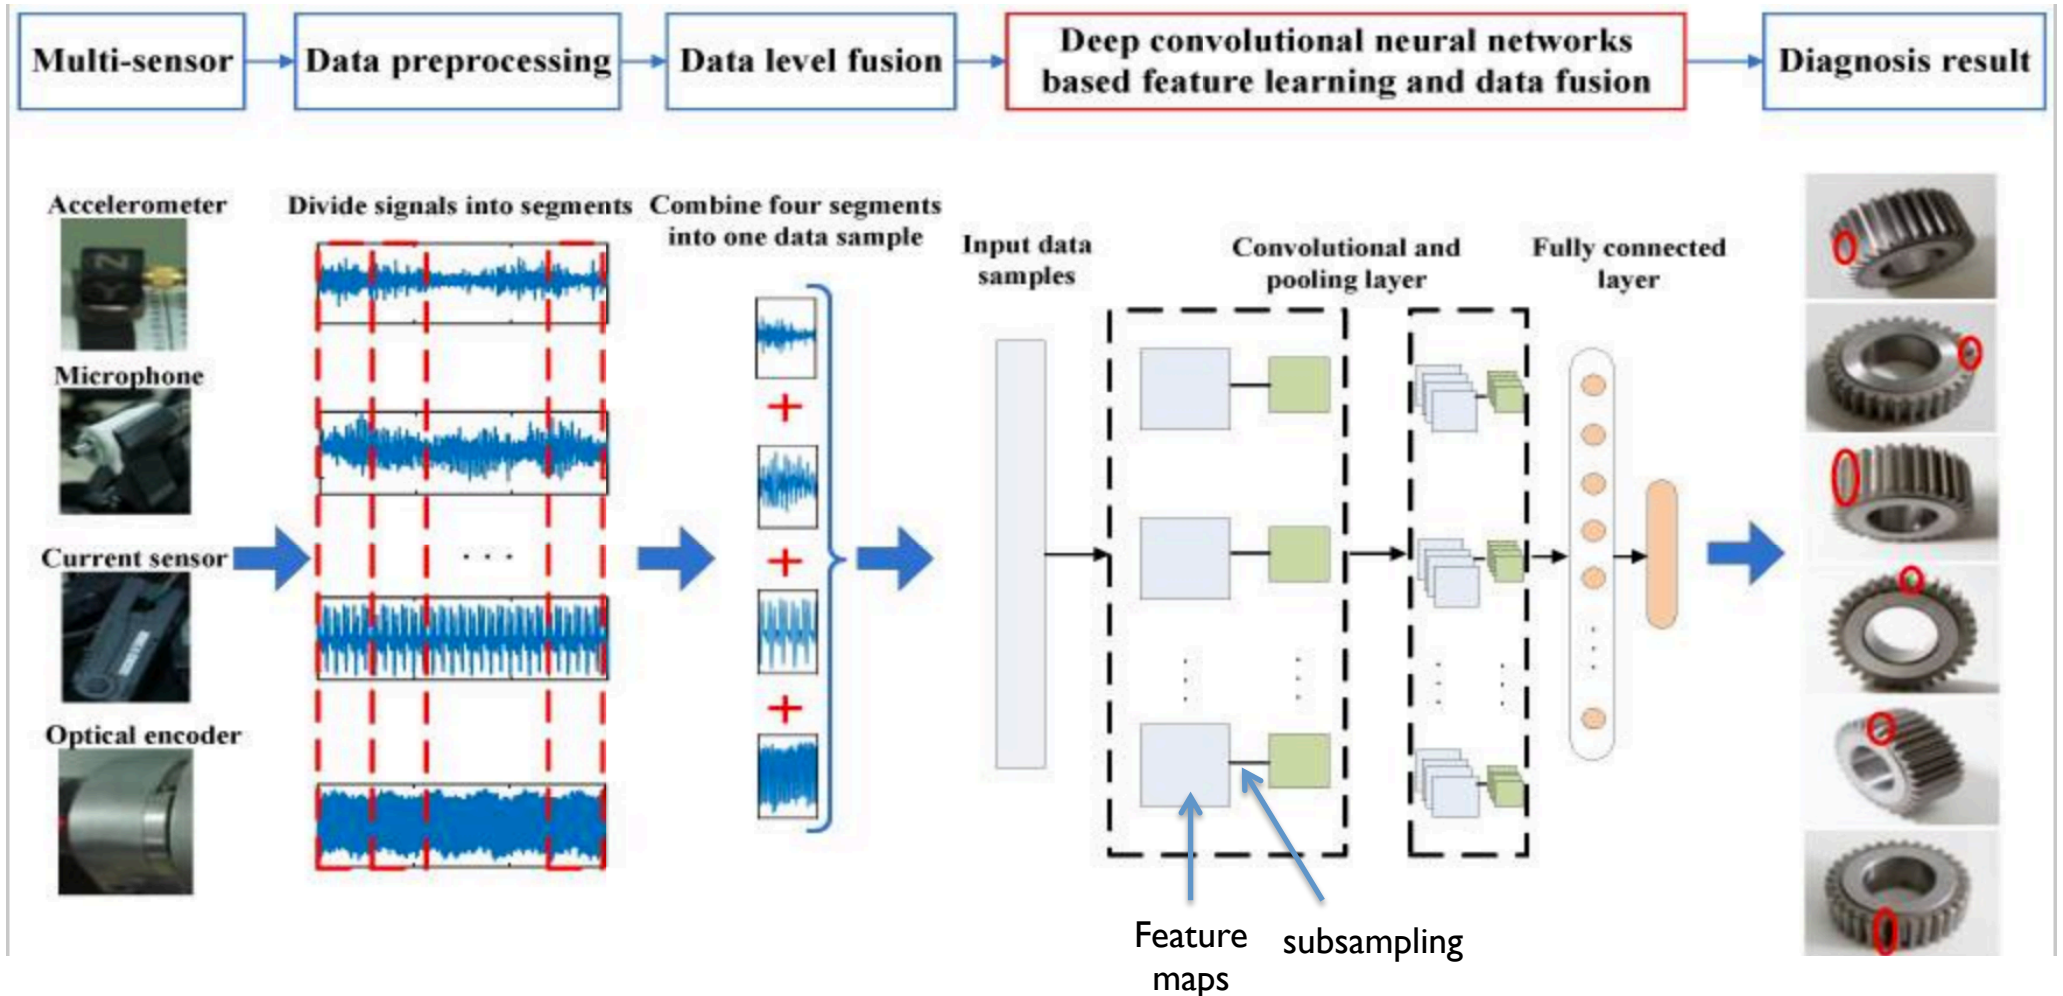 Multi-sensor
Data preprocessing
Data level fusion
Deep convolutional neural networks
based feature learning and data fusion
Diagnosis result
Accelerometer
Microphone
Current sensor
Optical encoder
Divide signals into segments
. . .
Combine four segments
into one data sample
+
+
+
Input data
samples
Convolutional and
pooling layer
Fully connected
layer
Feature
maps
subsampling